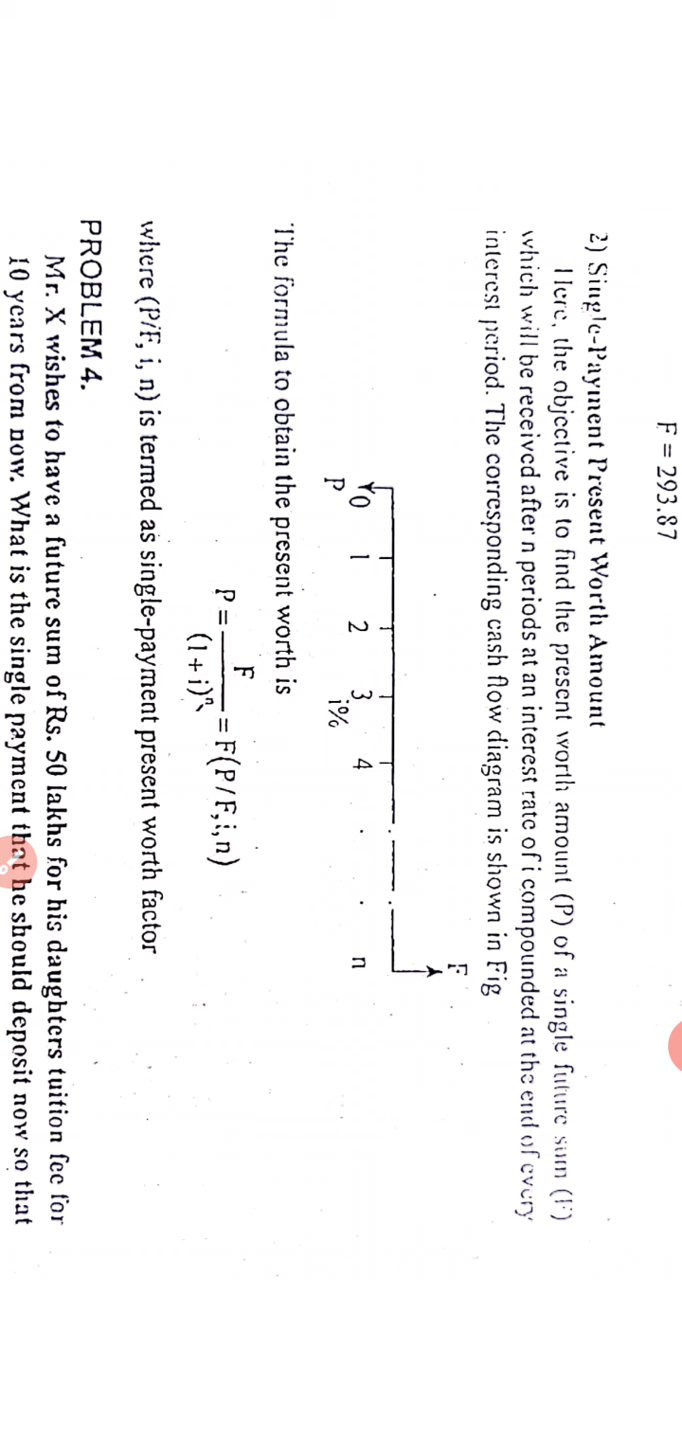 F = 293.87
2) Single-Payment Present Worth Amount
Here, the objective is to find the present worth amount (P) of a single future sum (F)
which will be received after n periods at an interest rate of i compounded at the end of every
interest period. The corresponding cash flow diagram is shown in Fig
F
0 1 2 3 4 . . n
P i%
The formula to obtain the present worth is
P = F / (1 + i)^n = F(P/F, i, n)
where (P/F, i, n) is termed as single-payment present worth factor
PROBLEM 4.
Mr. X wishes to have a future sum of Rs. 50 lakhs for his daughters tuition fee for
10 years from now. What is the single payment that he should deposit now so that